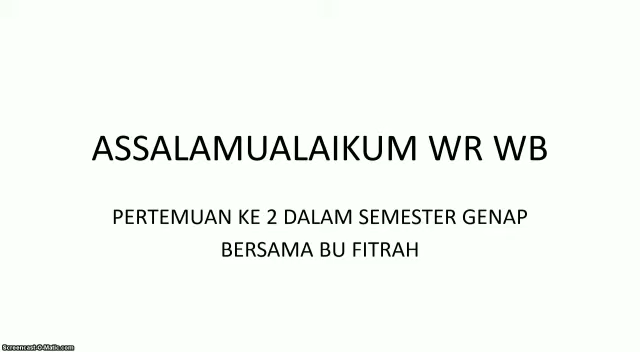 ASSALAMUALAIKUM WR WB
PERTEMUAN KE 2 DALAM SEMESTER GENAP
BERSAMA BU FITRAH
Screencast-O-Matic.com